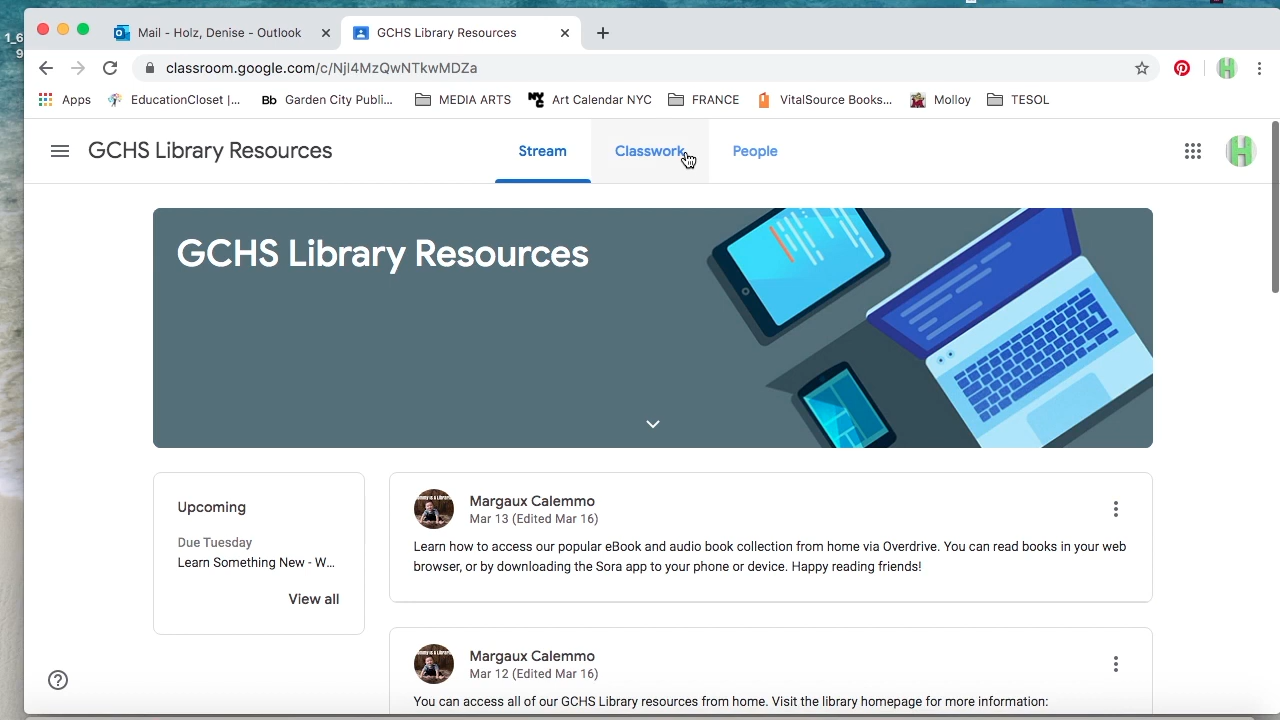 1_6
9
Mail - Holz, Denise - Outlook
GCHS Library Resources
classroom.google.com/c/NjI4MzQwNTkwMDZa
Apps
EducationCloset |...
Bb Garden City Publi...
MEDIA ARTS
NYC Art Calendar NYC
FRANCE
VitalSource Books...
Molloy
TESOL
GCHS Library Resources
Stream
Classwork
People
H
GCHS Library Resources
Upcoming
Due Tuesday
Learn Something New - W...
View all
Margaux Calemmo
Mar 13 (Edited Mar 16)
Learn how to access our popular eBook and audio book collection from home via Overdrive. You can read books in your web
browser, or by downloading the Sora app to your phone or device. Happy reading friends!
Margaux Calemmo
Mar 12 (Edited Mar 16)
You can access all of our GCHS Library resources from home. Visit the library homepage for more information: